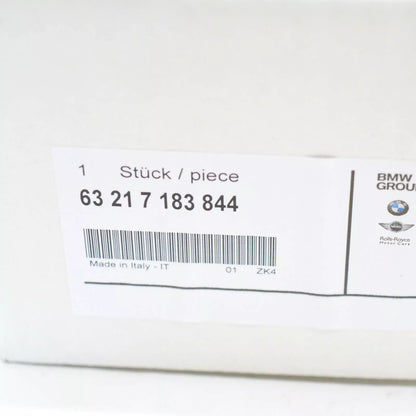 1 Stück / piece
63 21 7 183 844
Made in Italy - IT 01 ZK4
BMW
GROU
Rolls-Royce
Motor Cars